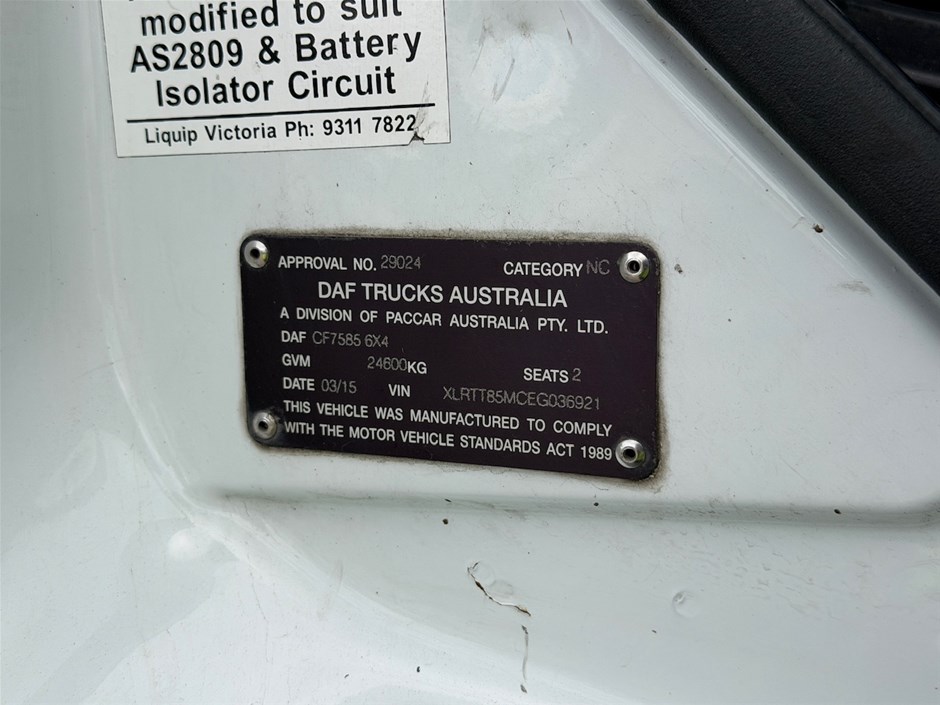 modified to suit
AS2809 & Battery
Isolator Circuit
Liquip Victoria Ph: 9311 7822
APPROVAL NO. 29024 CATEGORY NC
DAF TRUCKS AUSTRALIA
A DIVISION OF PACCAR AUSTRALIA PTY. LTD.
DAF CF7585 6X4
GVM 24600KG SEATS 2
DATE 03/15 VIN XLRTT85MCEG036921
THIS VEHICLE WAS MANUFACTURED TO COMPLY
WITH THE MOTOR VEHICLE STANDARDS ACT 1989